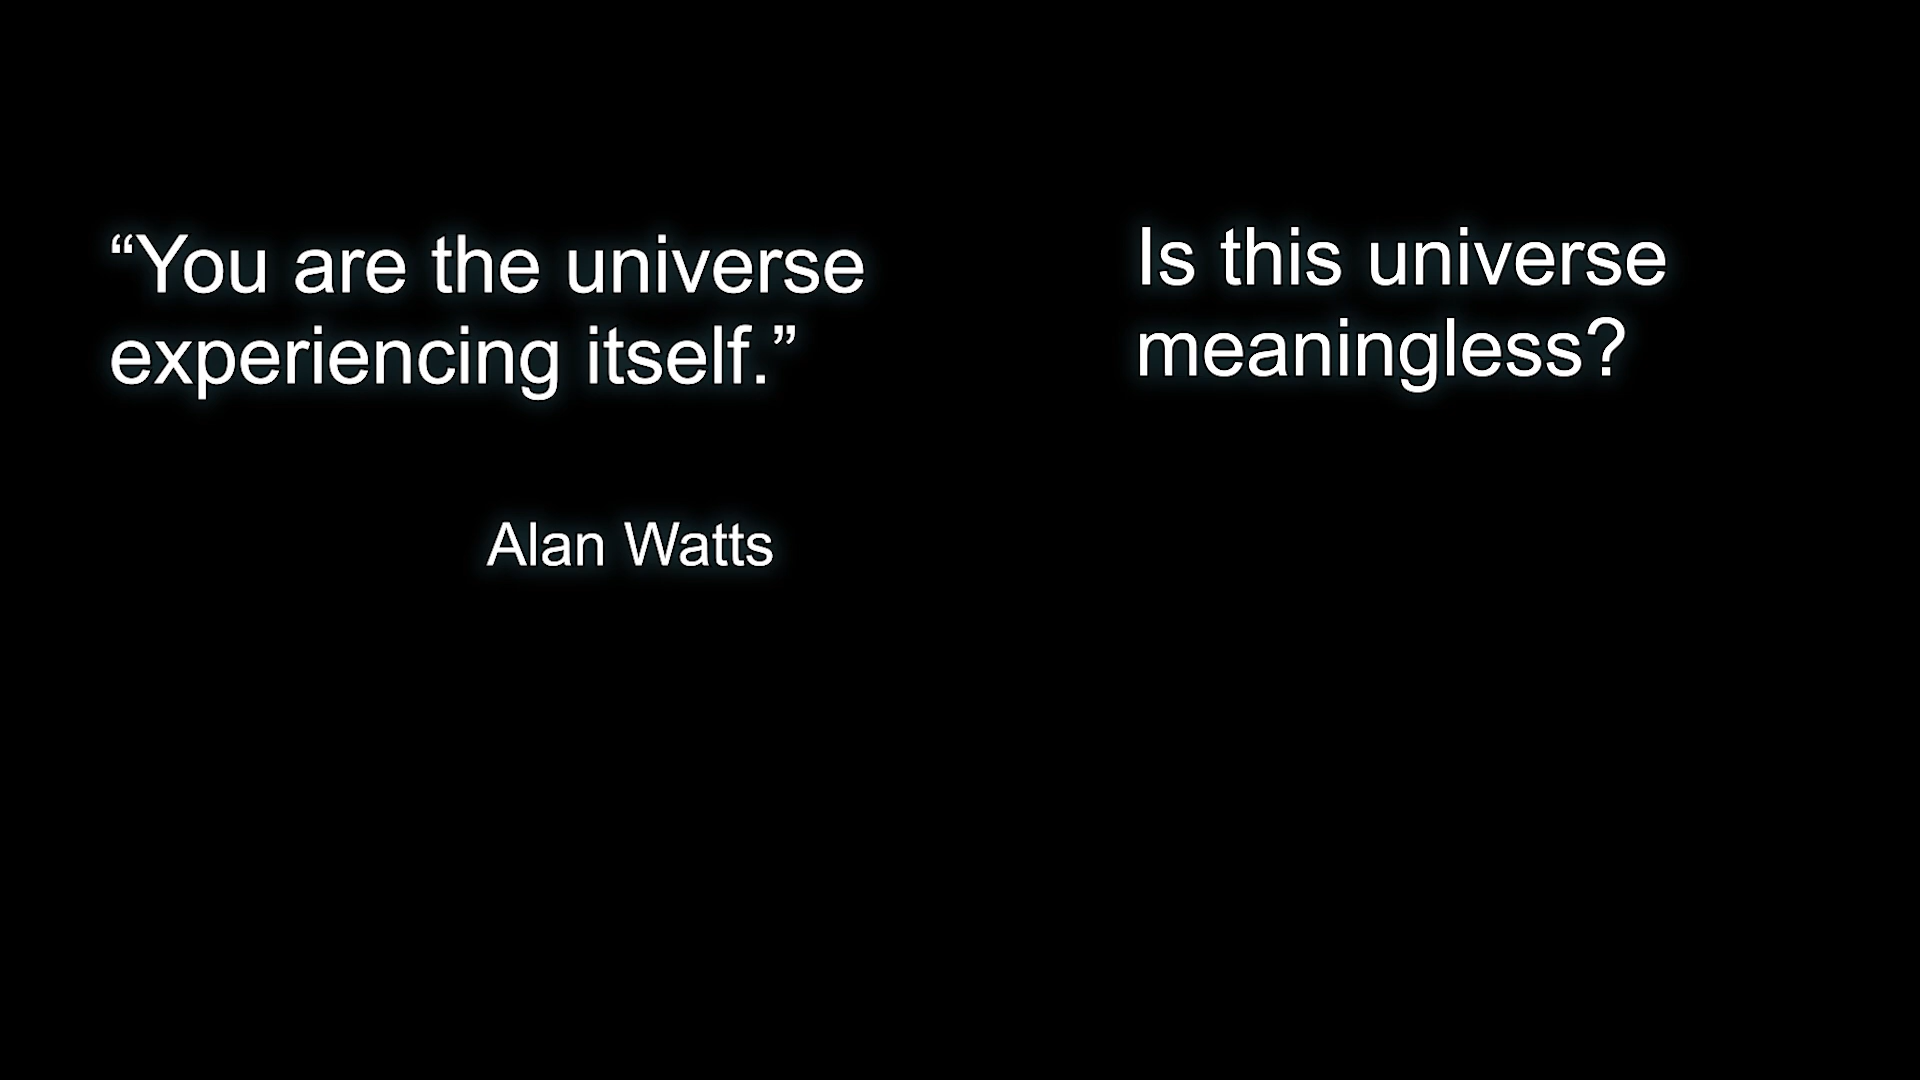 “You are the universe
experiencing itself.”
Alan Watts
Is this universe
meaningless?